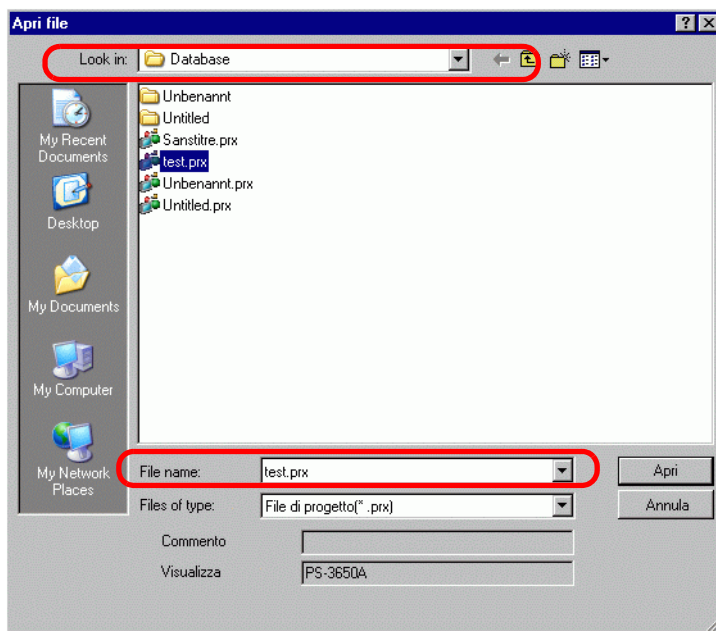 Apri file
Look in: Database
My Recent
Documents
Desktop
My Documents
My Computer
My Network
Places
Unbenannt
Untitled
Sanstitre.prx
test.prx
Unbenannt.prx
Untitled.prx
File name: test.prx Apri
Files of type: File di progetto(* .prx) Annula
Commento
Visualizza PS-3650A